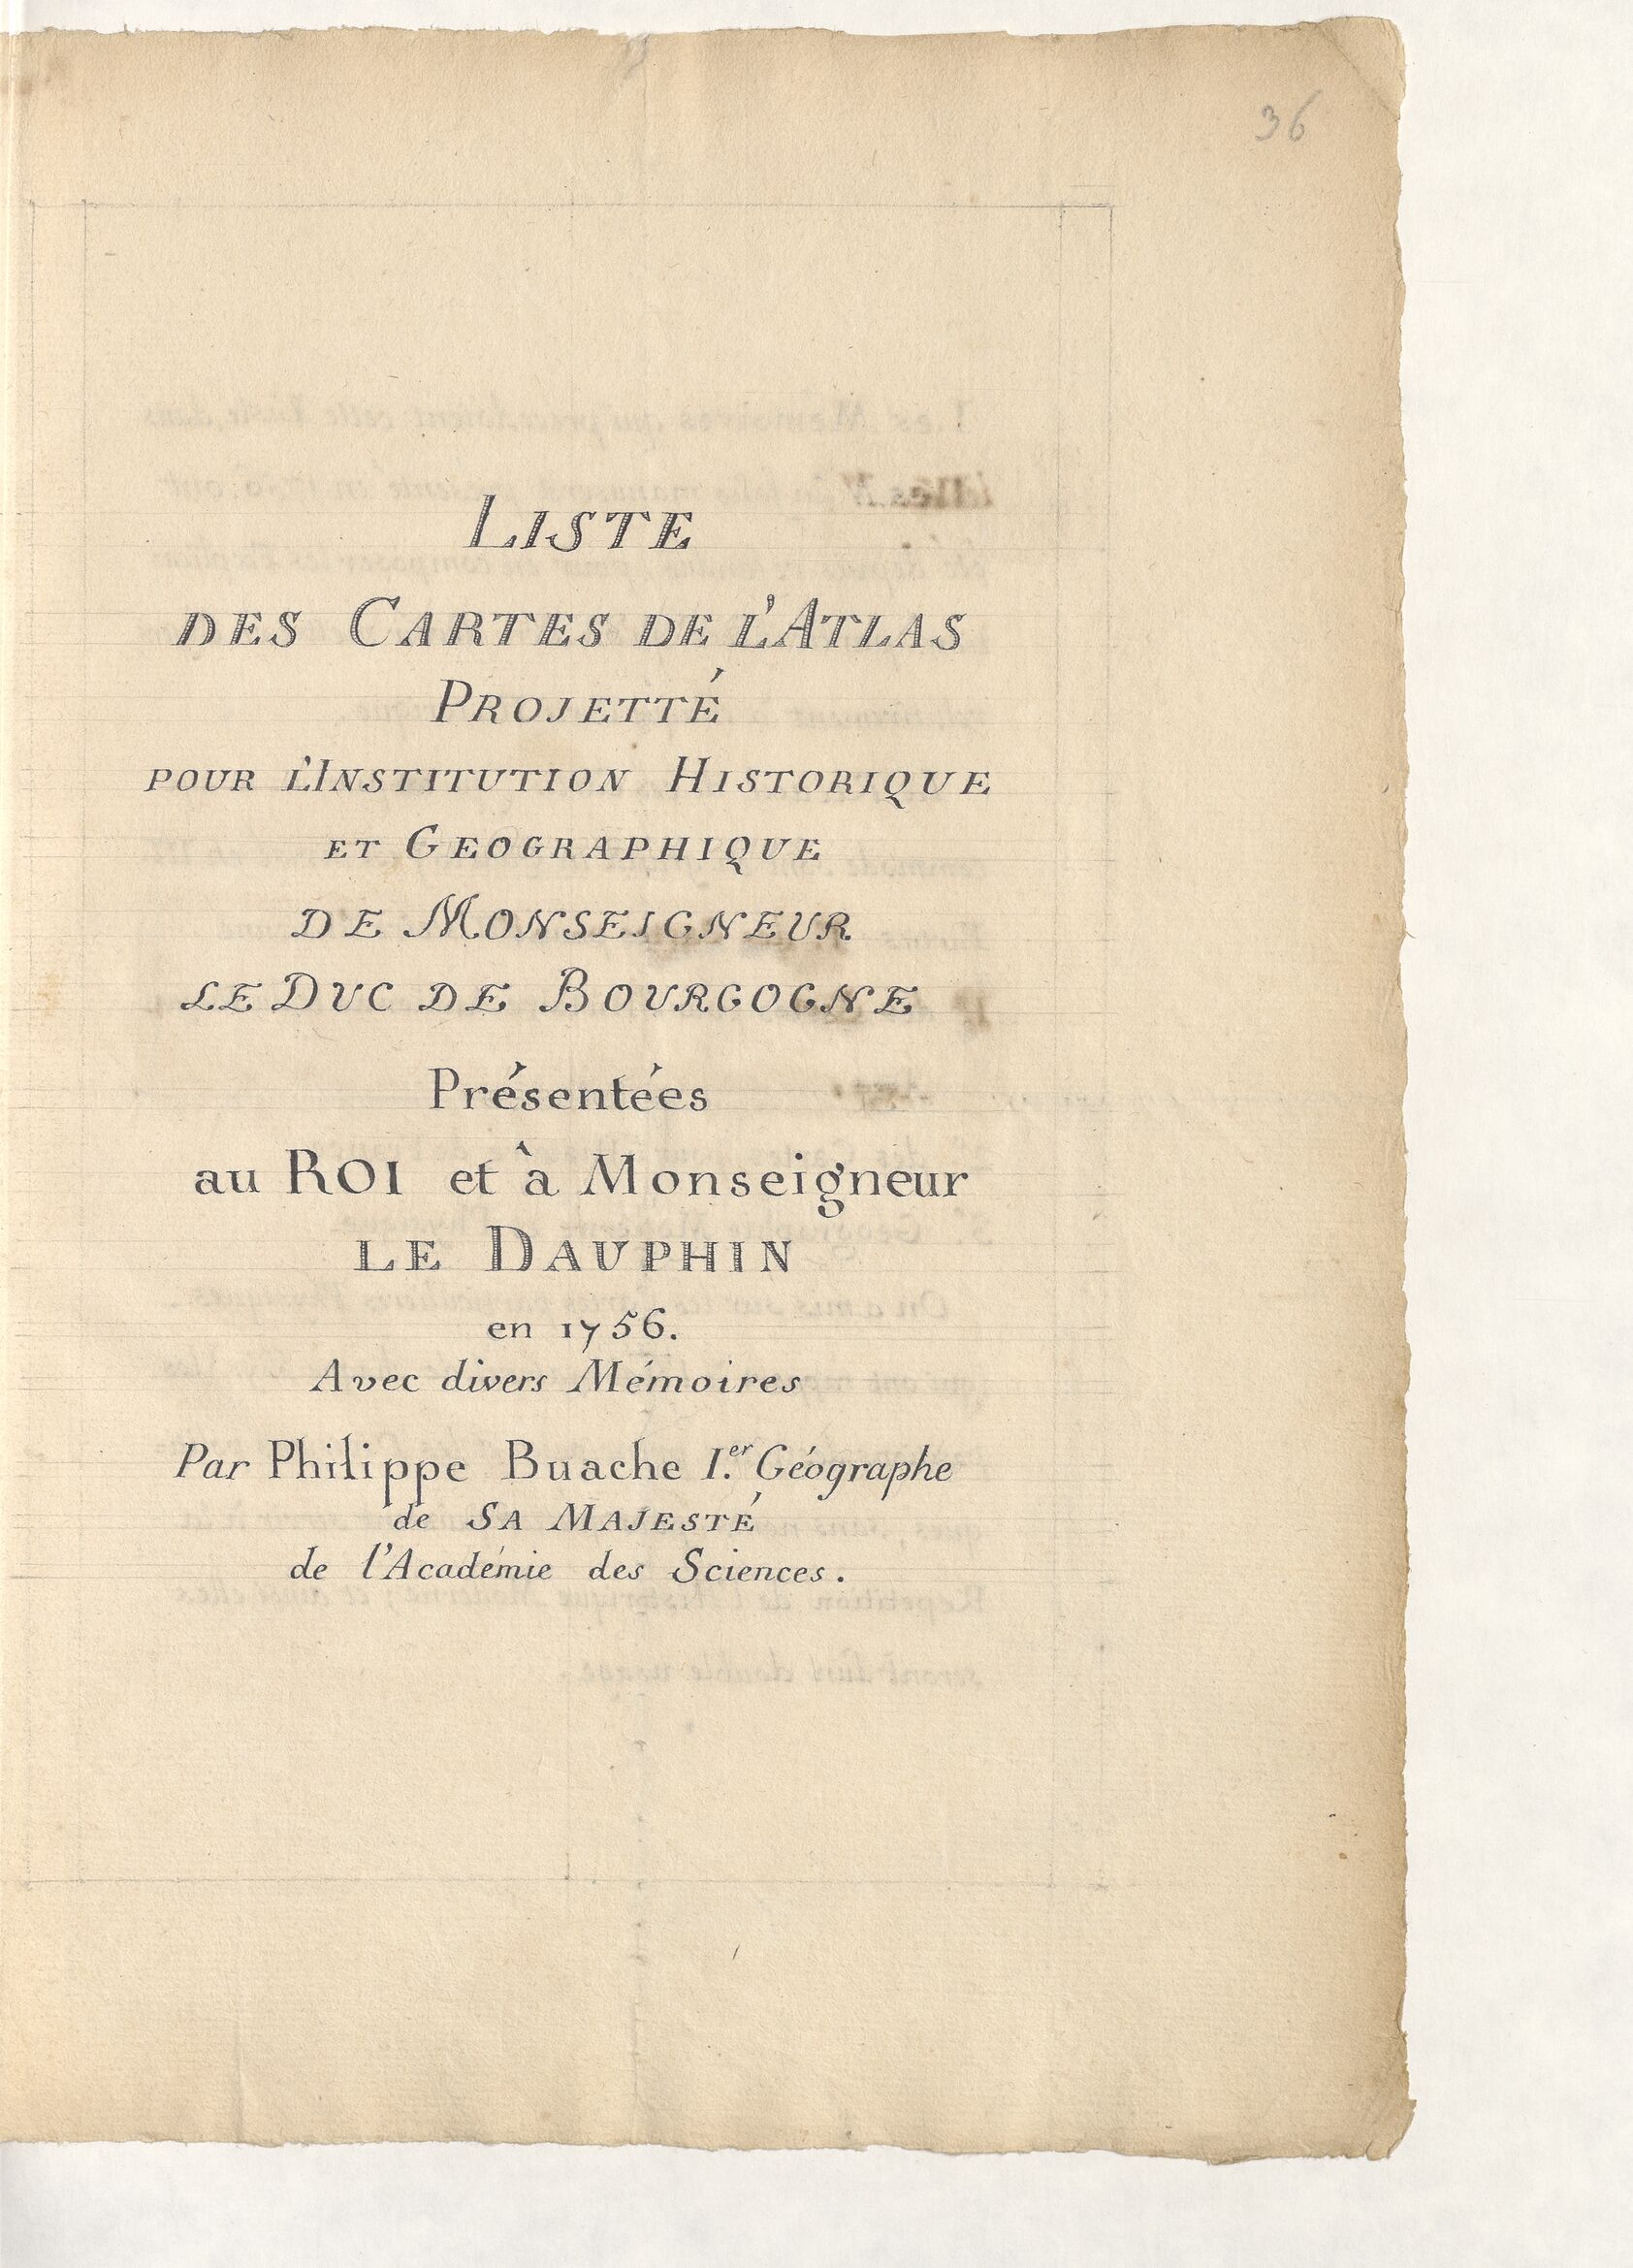 36
LISTE
DES CARTES DE L'ATLAS
PROJETTÉ
POUR L'INSTITUTION HISTORIQUE
ET GEOGRAPHIQUE
DE MONSEIGNEUR
LE DUC DE BOURGOGNE
Présentées
au ROI et à Monseigneur
LE DAUPHIN
en 1756.
Avec divers Mémoires
Par Philippe Buache I.er Géographe
de SA MAJESTÉ
de l'Académie des Sciences.